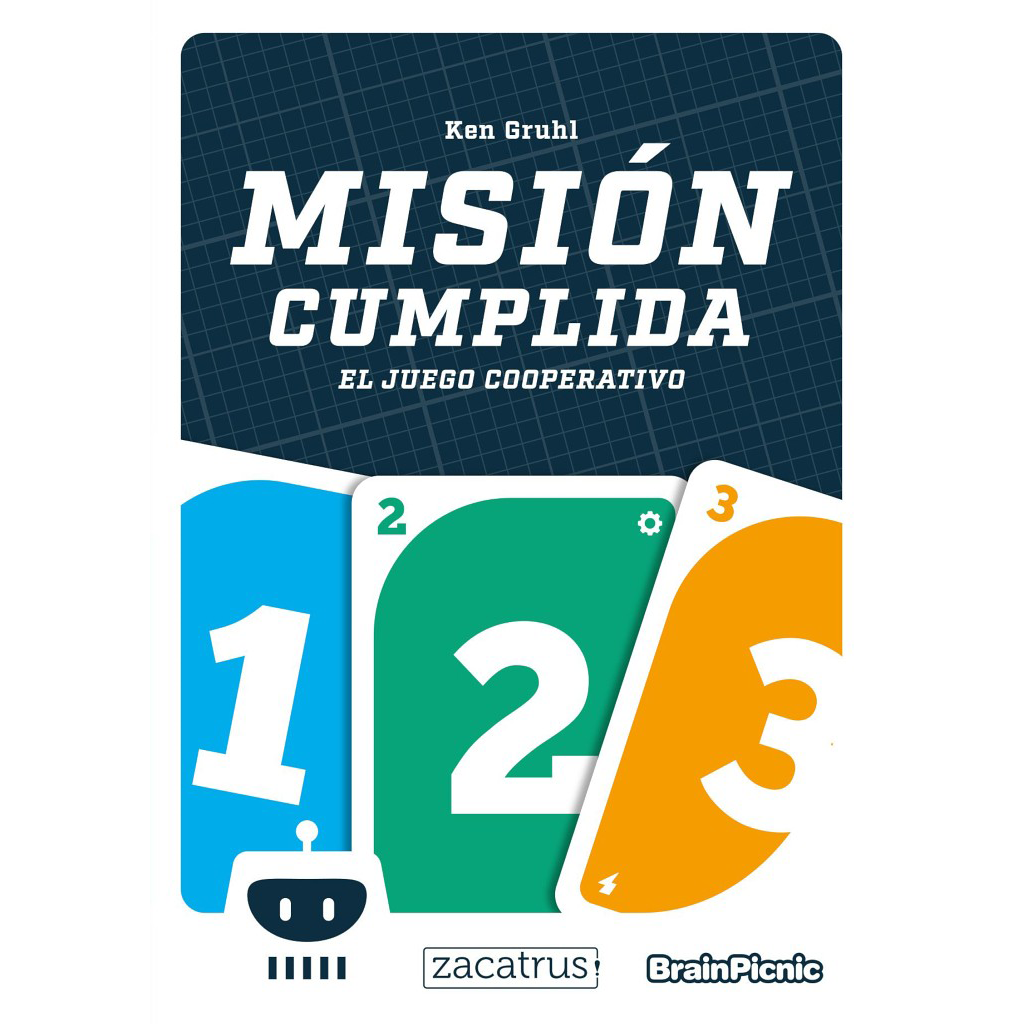 Ken Gruhl
MISIÓN
CUMPLIDA
EL JUEGO COOPERATIVO
1
2
2
3
3
zacatrus!
BrainPicnic